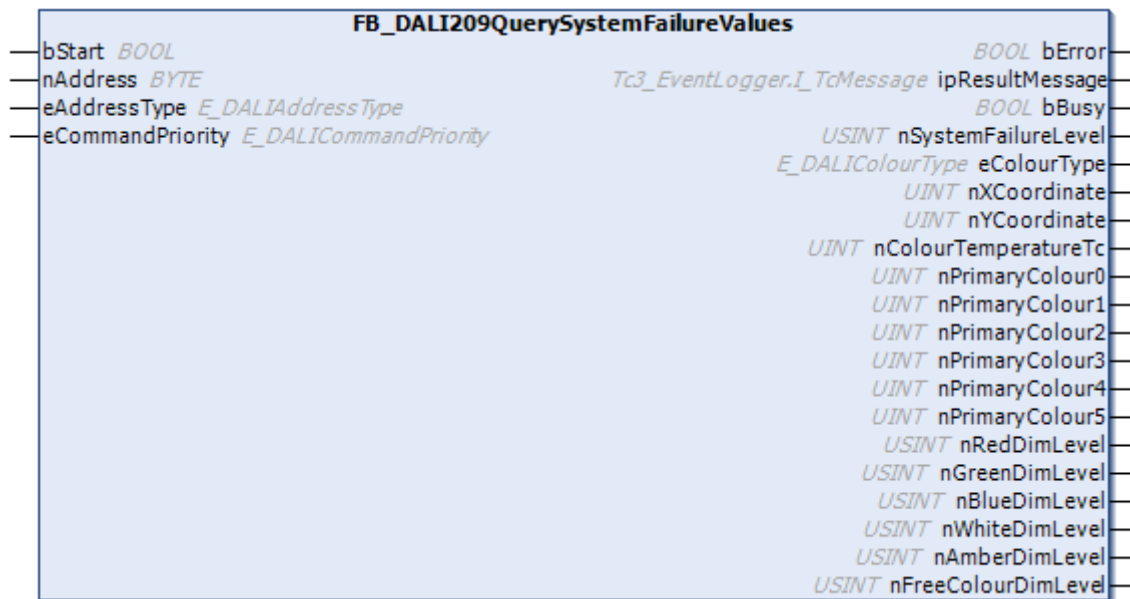 FB_DALI209QuerySystemFailureValues
bStart BOOL BOOL bError
nAddress BYTE Tc3_EventLogger.I_TcMessage ipResultMessage
eAddressType E_DALIAddressType BOOL bBusy
eCommandPriority E_DALICommandPriority USINT nSystemFailureLevel
E_DALIColourType eColourType
UINT nXCoordinate
UINT nYCoordinate
UINT nColourTemperatureTc
UINT nPrimaryColour0
UINT nPrimaryColour1
UINT nPrimaryColour2
UINT nPrimaryColour3
UINT nPrimaryColour4
UINT nPrimaryColour5
USINT nRedDimLevel
USINT nGreenDimLevel
USINT nBlueDimLevel
USINT nWhiteDimLevel
USINT nAmberDimLevel
USINT nFreeColourDimLevel